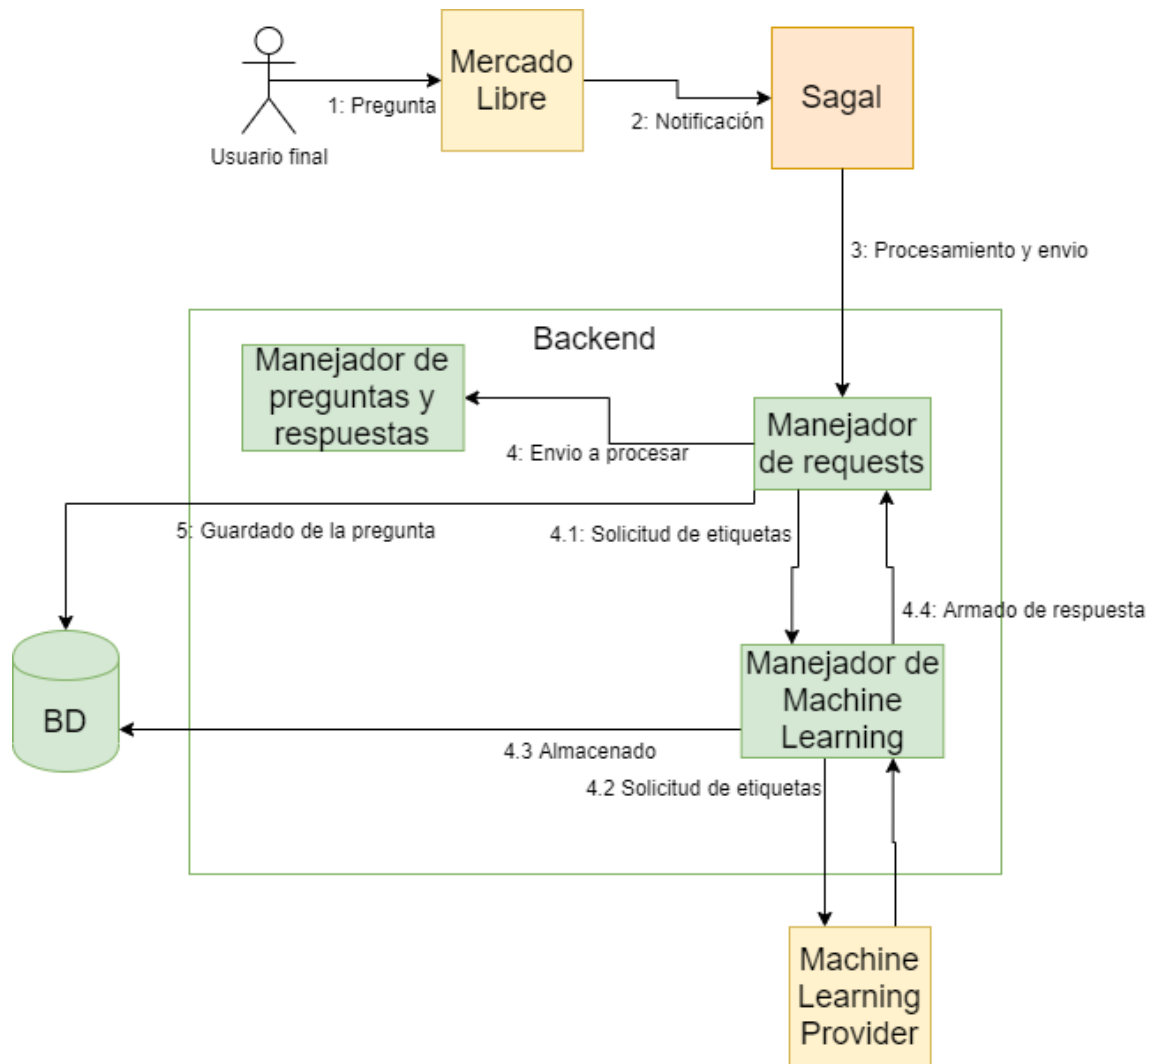 Mercado
Libre
Sagal
1: Pregunta
2: Notificación
Usuario final
3: Procesamiento y envio
Backend
Manejador de
preguntas y
respuestas
Manejador
de requests
4: Envio a procesar
5: Guardado de la pregunta
4.1: Solicitud de etiquetas
4.4: Armado de respuesta
Manejador de
Machine
Learning
BD
4.3 Almacenado
4.2 Solicitud de etiquetas
Machine
Learning
Provider